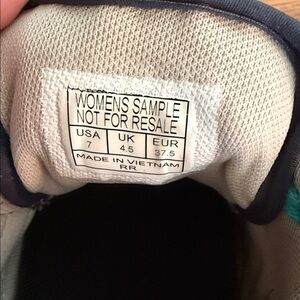 WOMENS SAMPLE
NOT FOR RESALE
USA UK EUR
7 4.5 37.5
MADE IN VIETNAM
RR